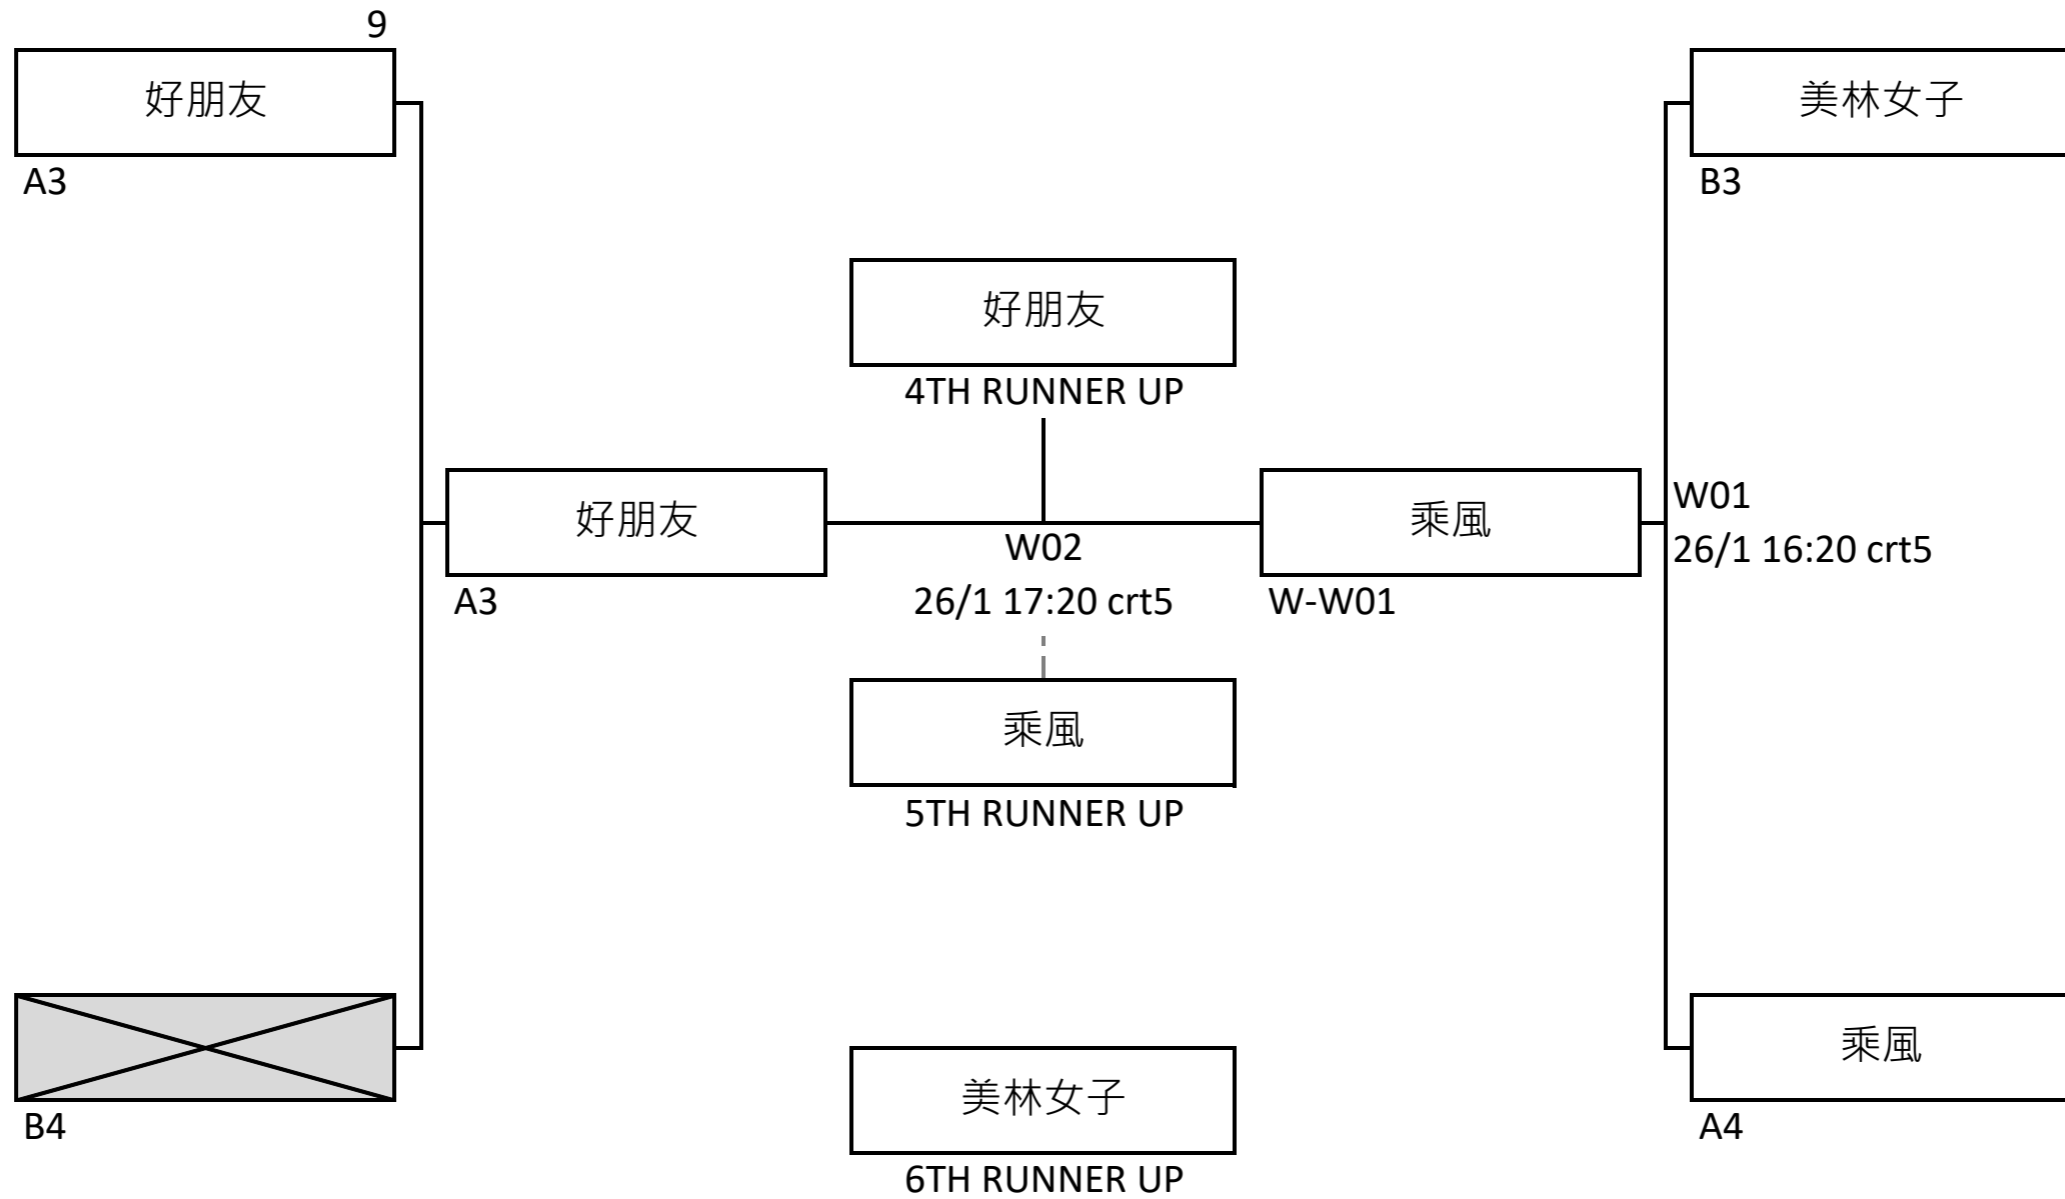 9
好朋友
美林女子
A3
B3
好朋友
4TH RUNNER UP
好朋友
乘風
W01
W02
26/1 16:20 crt5
A3
26/1 17:20 crt5
W-W01
乘風
5TH RUNNER UP
乘風
美林女子
B4
A4
6TH RUNNER UP